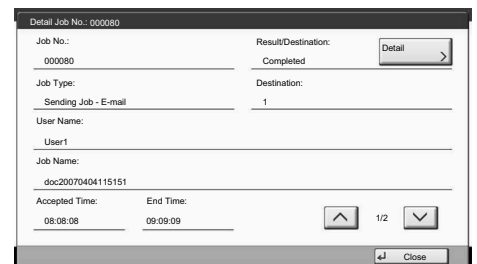 Detail Job No.: 000080
Job No.:
000080
Result/Destination:
Completed
Detail
Job Type:
Sending Job - E-mail
Destination:
1
User Name:
User1
Job Name:
doc20070404115151
Accepted Time:
08:08:08
End Time:
09:09:09
1/2
Close